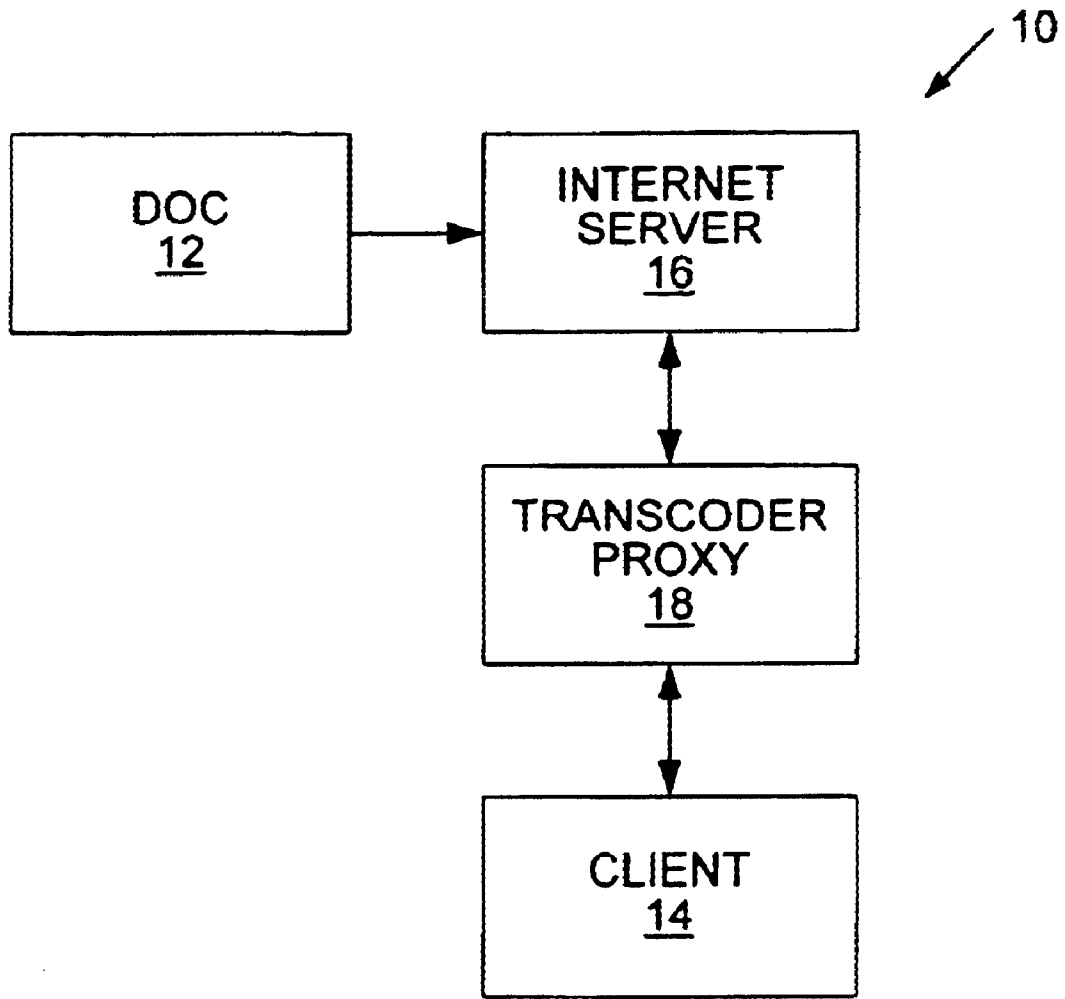 10
DOC
12
INTERNET
SERVER
16
TRANSCODER
PROXY
18
CLIENT
14